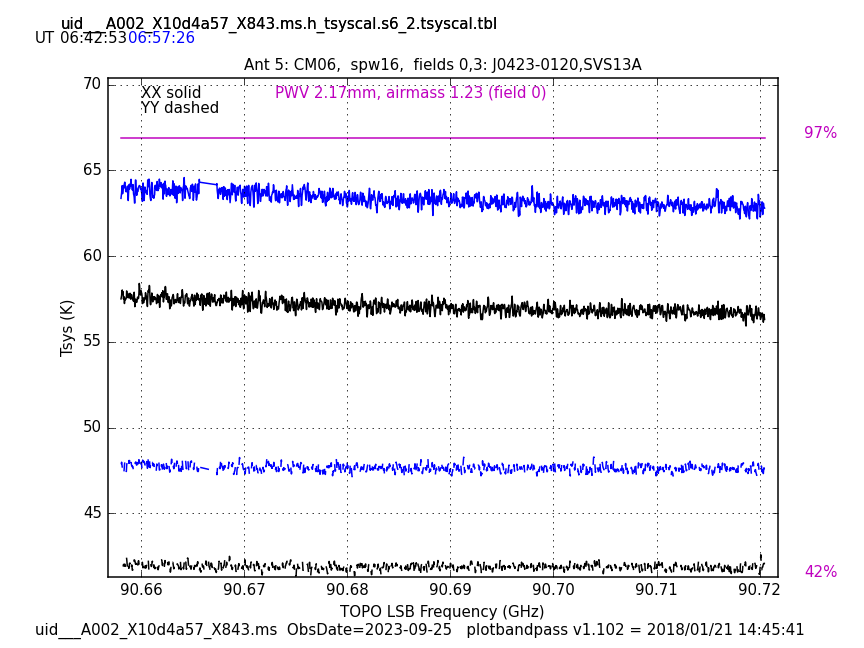 uid___A002_X10d4a57_X843.ms.h_tsyscal.s6_2.tsyscal.tbl
UT 06:42:53 06:57:26
Ant 5: CM06,  spw16,  fields 0,3: J0423-0120,SVS13A
XX solid
YY dashed
PWV 2.17mm, airmass 1.23 (field 0)
97%
42%
70
65
60
55
50
45
Tsys (K)
90.66 90.67 90.68 90.69 90.70 90.71 90.72
TOPO LSB Frequency (GHz)
uid___A002_X10d4a57_X843.ms  ObsDate=2023-09-25   plotbandpass v1.102 = 2018/01/21 14:45:41